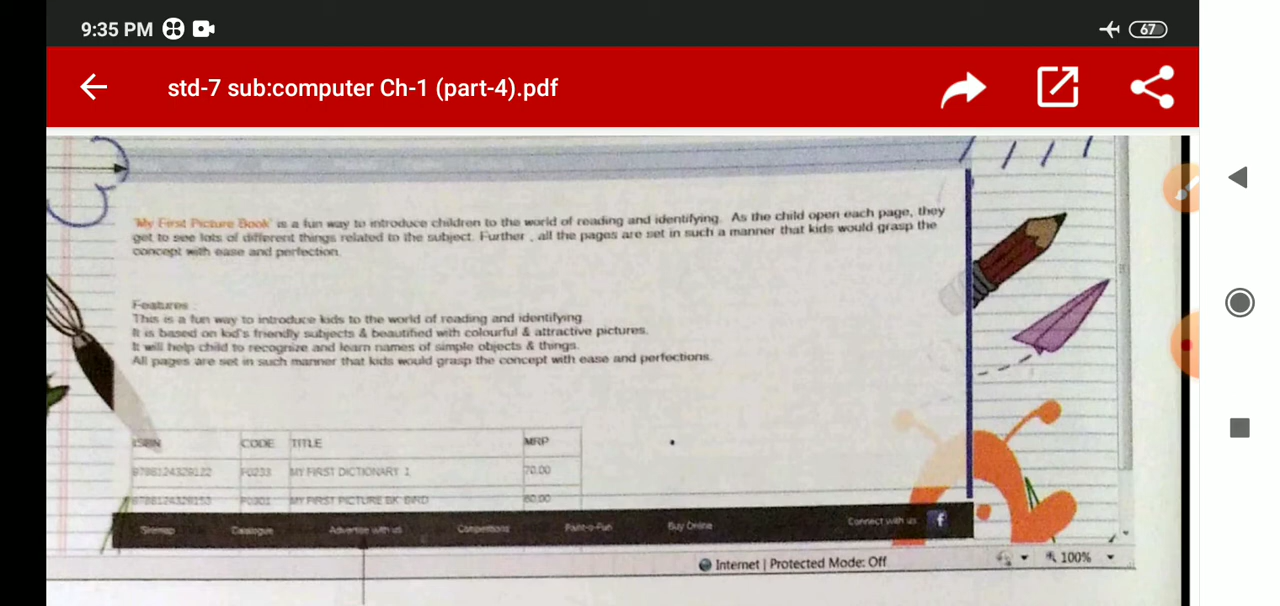 9:35 PM
67
std-7 sub:computer Ch-1 (part-4).pdf
'My First Picture Book' is a fun way to introduce children to the world of reading and identifying. As the child open each page, they
get to see lots of different things related to the subject. Further , all the pages are set in such a manner that kids would grasp the
concept with ease and perfection.
Features :
This is a fun way to introduce kids to the world of reading and identifying.
It is based on kid's friendly subjects & beautified with colourful & attractive pictures.
It will help child to recognize and learn names of simple objects & things.
All pages are set in such manner that kids would grasp the concept with ease and perfections.
ISBN CODE TITLE MRP
MY FIRST DICTIONARY 1 70.00
MY FIRST PICTURE BK BIRD 80.00
Sitemap Catalogue Advertise with us Competitions Paint-o-Fun Buy Online Connect with us f
Internet | Protected Mode: Off 100%